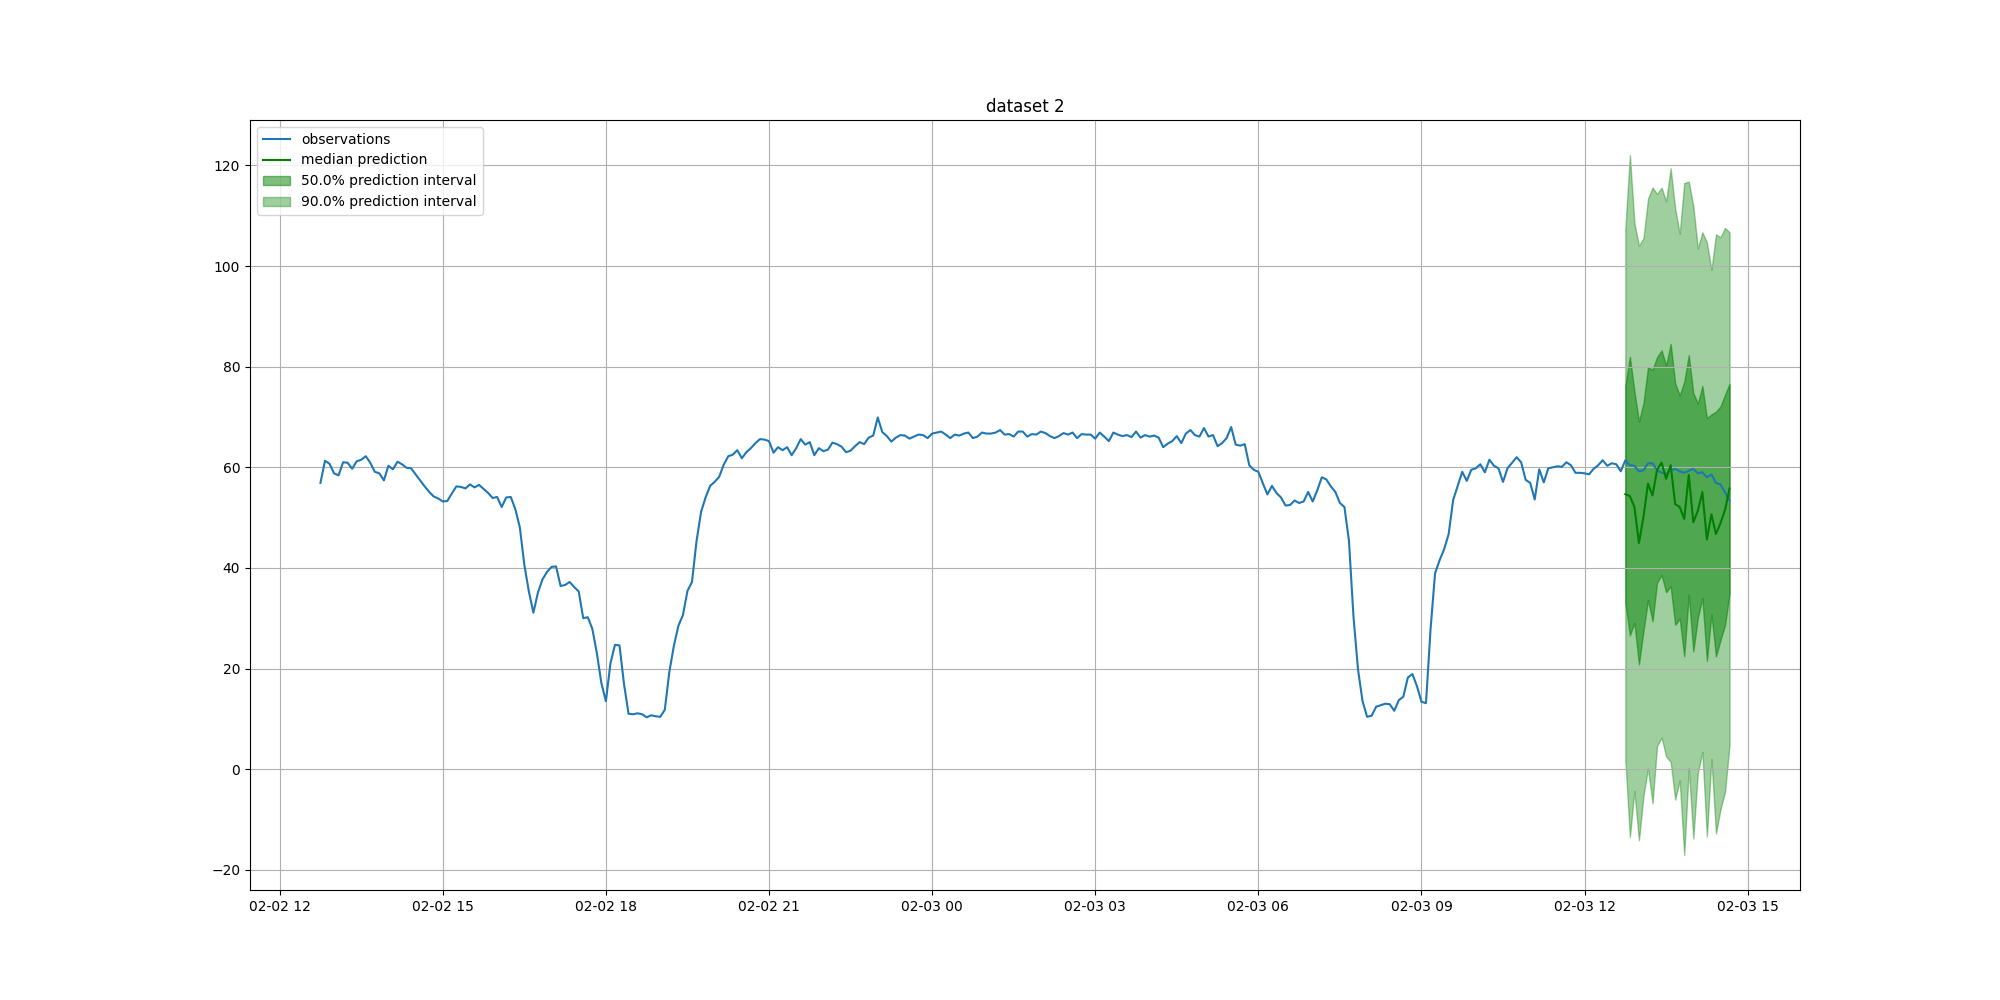 dataset 2
observations
median prediction
50.0% prediction interval
90.0% prediction interval
120
100
80
60
40
20
0
−20
02-02 12 02-02 15 02-02 18 02-02 21 02-03 00 02-03 03 02-03 06 02-03 09 02-03 12 02-03 15